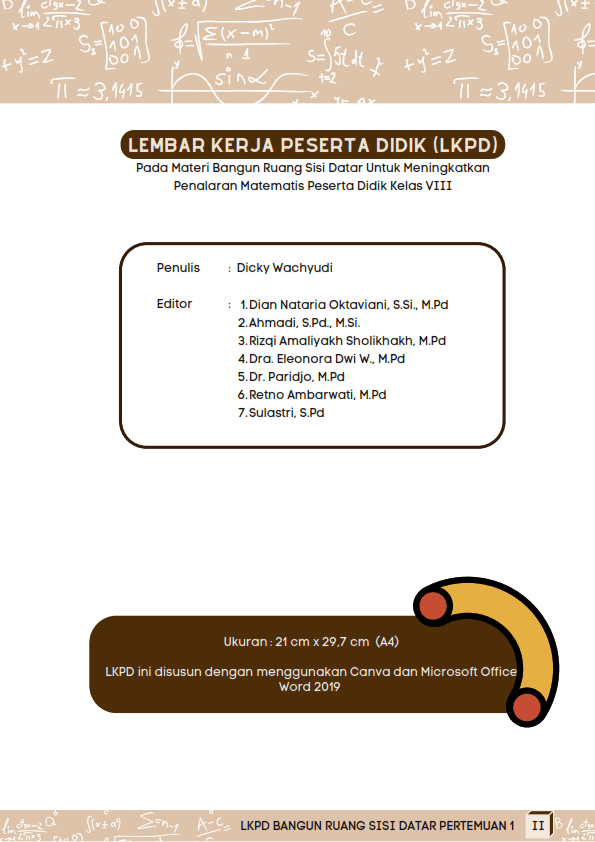 LEMBAR KERJA PESERTA DIDIK (LKPD)
Pada Materi Bangun Ruang Sisi Datar Untuk Meningkatkan
Penalaran Matematis Peserta Didik Kelas VIII
Penulis : Dicky Wachyudi
Editor : 1.Dian Nataria Oktaviani, S.Si., M.Pd
2.Ahmadi, S.Pd., M.Si.
3.Rizqi Amaliyakh Sholikhakh, M.Pd
4.Dra. Eleonora Dwi W., M.Pd
5.Dr. Paridjo, M.Pd
6.Retno Ambarwati, M.Pd
7.Sulastri, S.Pd
Ukuran : 21 cm x 29,7 cm (A4)
LKPD ini disusun dengan menggunakan Canva dan Microsoft Office
Word 2019
LKPD BANGUN RUANG SISI DATAR PERTEMUAN 1 II